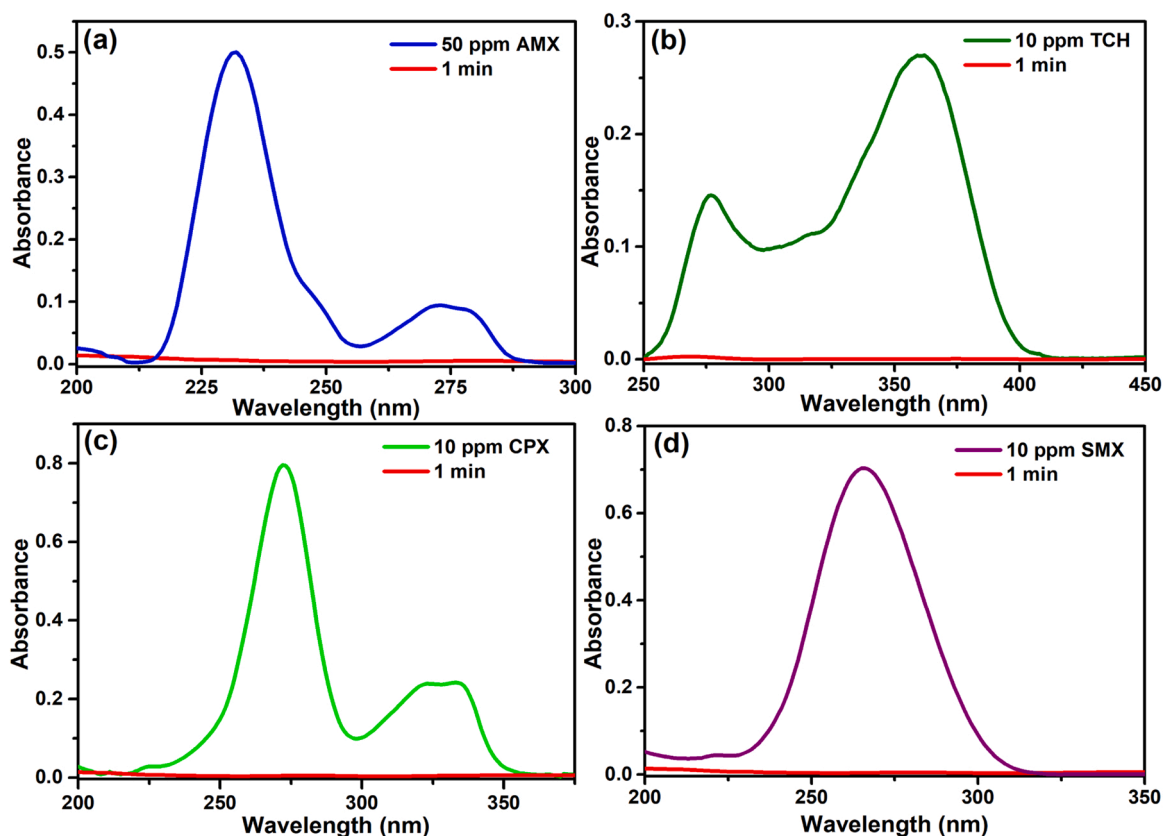 (a)
50 ppm AMX
1 min
0.5
0.4
0.3
0.2
0.1
0.0
Absorbance
200
225
250
275
300
Wavelength (nm)
(b)
10 ppm TCH
1 min
0.3
0.2
0.1
0.0
Absorbance
250
300
350
400
450
Wavelength (nm)
(c)
10 ppm CPX
1 min
0.8
0.6
0.4
0.2
0.0
Absorbance
200
250
300
350
Wavelength (nm)
(d)
10 ppm SMX
1 min
0.8
0.6
0.4
0.2
0.0
Absorbance
200
250
300
350
Wavelength (nm)